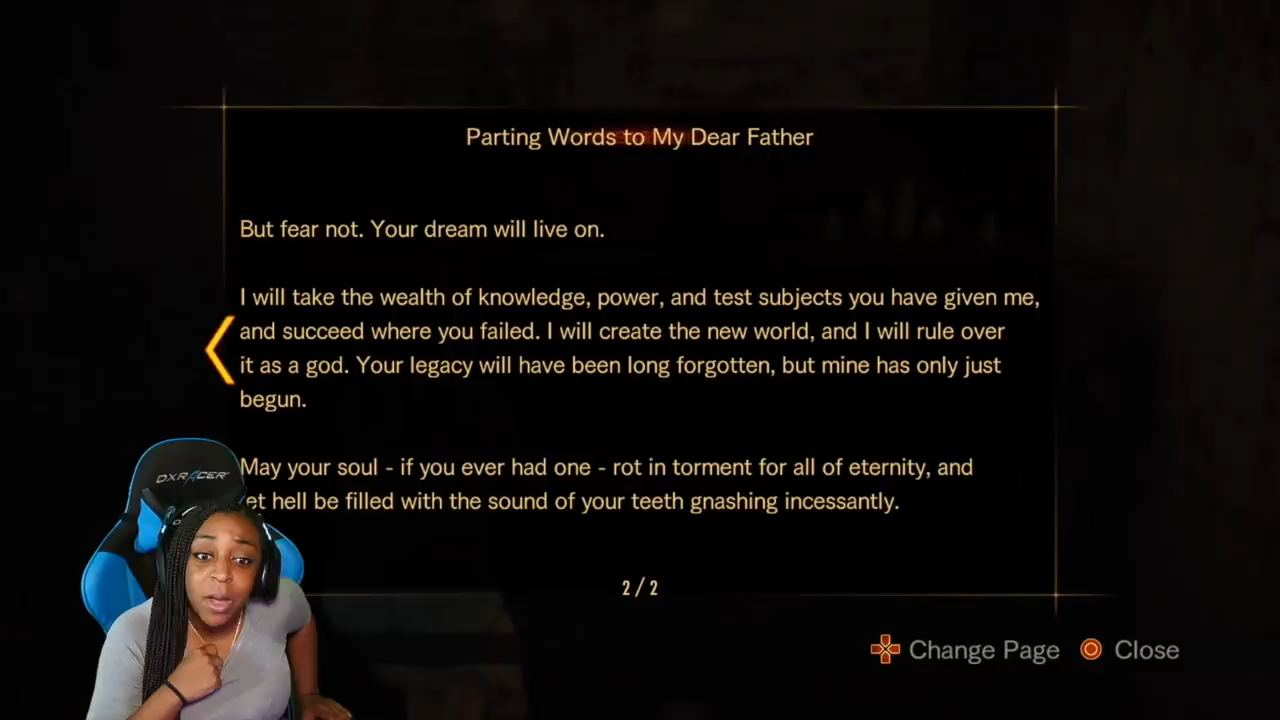 Parting Words to My Dear Father
But fear not. Your dream will live on.
I will take the wealth of knowledge, power, and test subjects you have given me,
and succeed where you failed. I will create the new world, and I will rule over
it as a god. Your legacy will have been long forgotten, but mine has only just
begun.
May your soul - if you ever had one - rot in torment for all of eternity, and
et hell be filled with the sound of your teeth gnashing incessantly.
2 / 2
Change Page Close
DXRACER